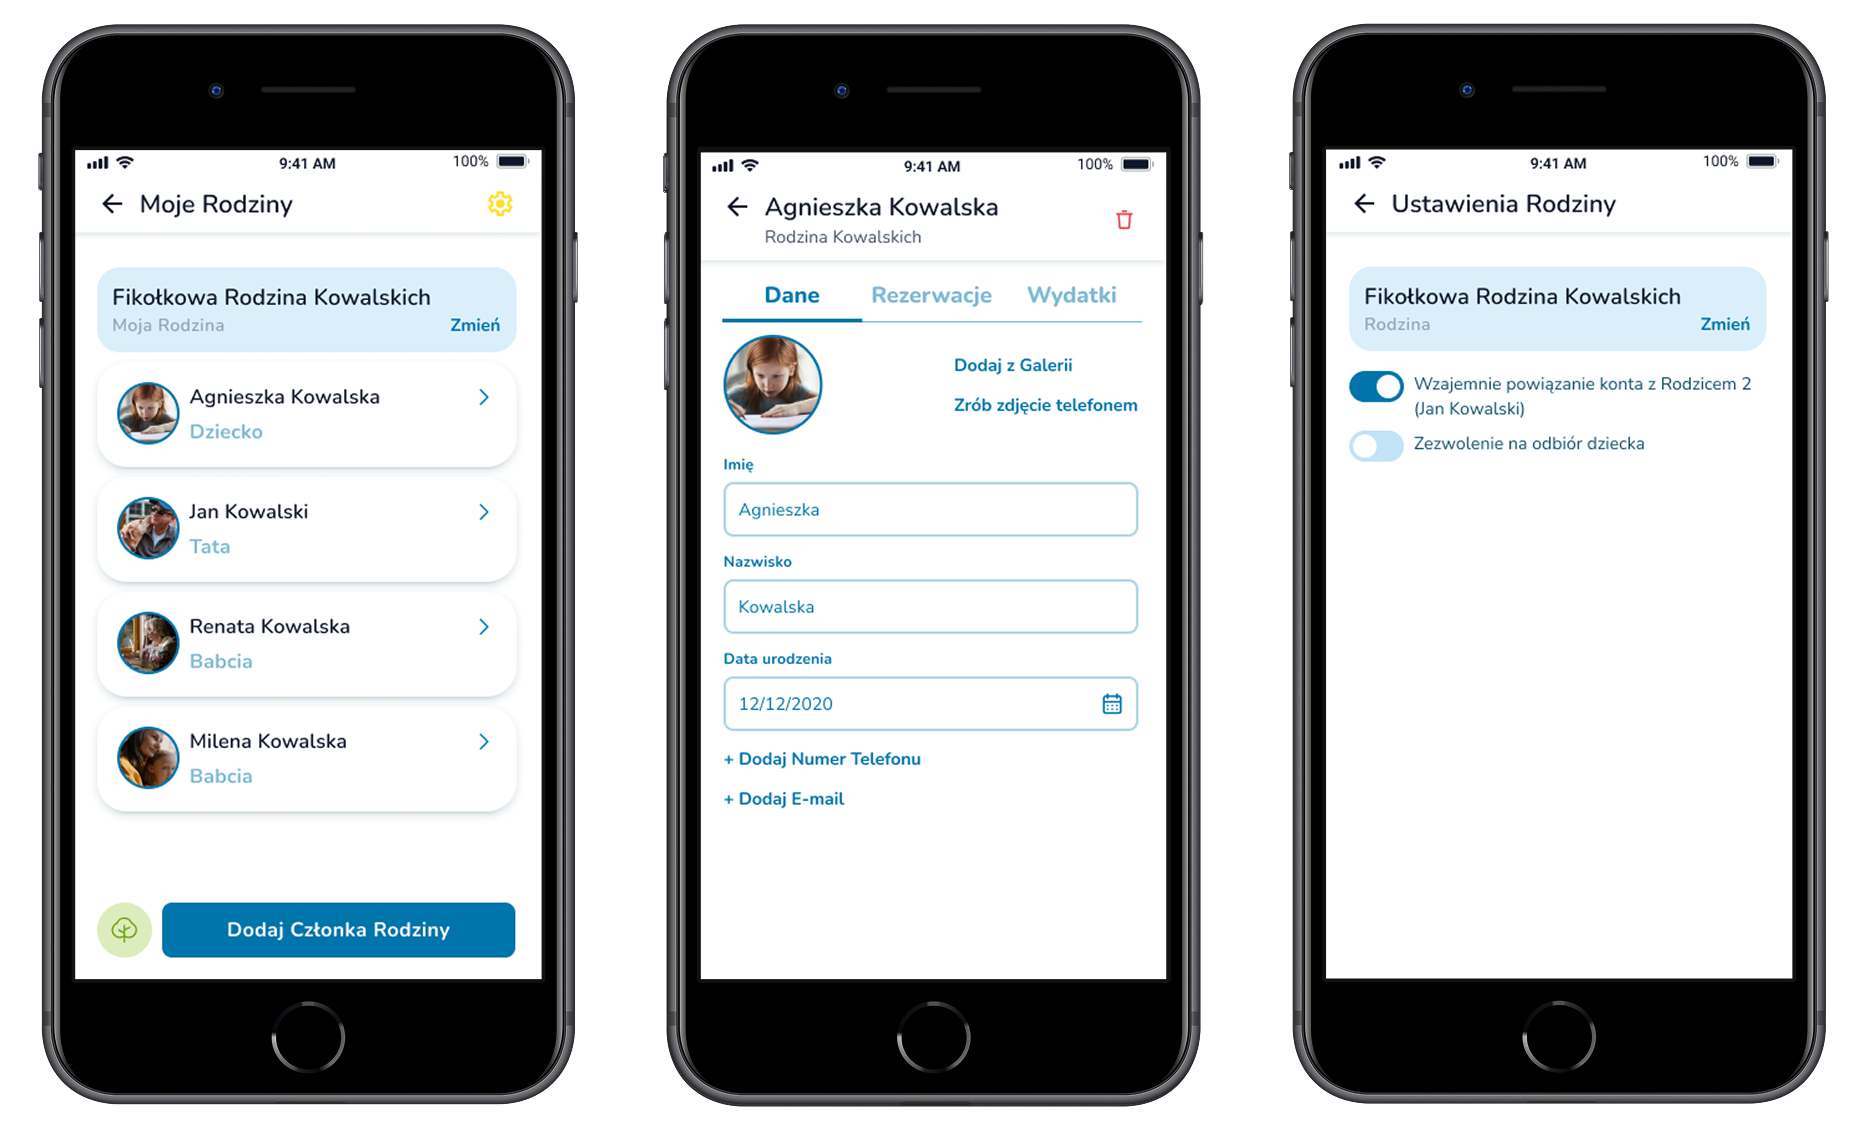 9:41 AM
100%
Moje Rodziny
Fikołkowa Rodzina Kowalskich
Moja Rodzina
Zmień
Agnieszka Kowalska
Dziecko
Jan Kowalski
Tata
Renata Kowalska
Babcia
Milena Kowalska
Babcia
Dodaj Członka Rodziny
9:41 AM
100%
Agnieszka Kowalska
Rodzina Kowalskich
Dane
Rezerwacje
Wydatki
Dodaj z Galerii
Zrób zdjęcie telefonem
Imię
Agnieszka
Nazwisko
Kowalska
Data urodzenia
12/12/2020
+ Dodaj Numer Telefonu
+ Dodaj E-mail
9:41 AM
100%
Ustawienia Rodziny
Fikołkowa Rodzina Kowalskich
Rodzina
Zmień
Wzajemnie powiązanie konta z Rodzicem 2
(Jan Kowalski)
Zezwolenie na odbiór dziecka